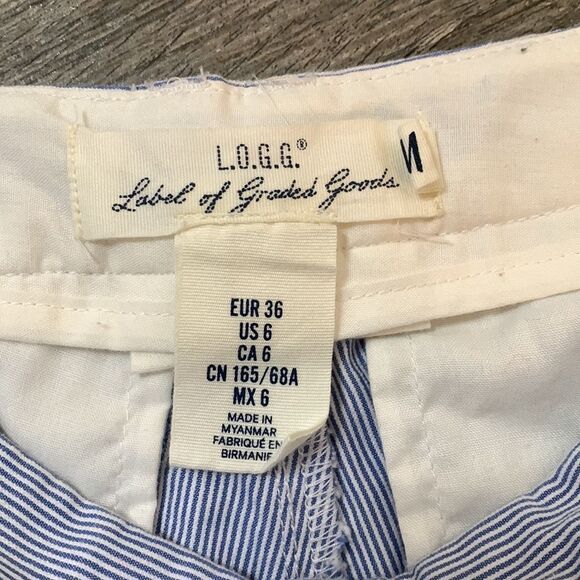 L.O.G.G.®
Label of Graded Goods
EUR 36
US 6
CA 6
CN 165/68A
MX 6
MADE IN
MYANMAR
FABRIQUÉ EN
BIRMANIE